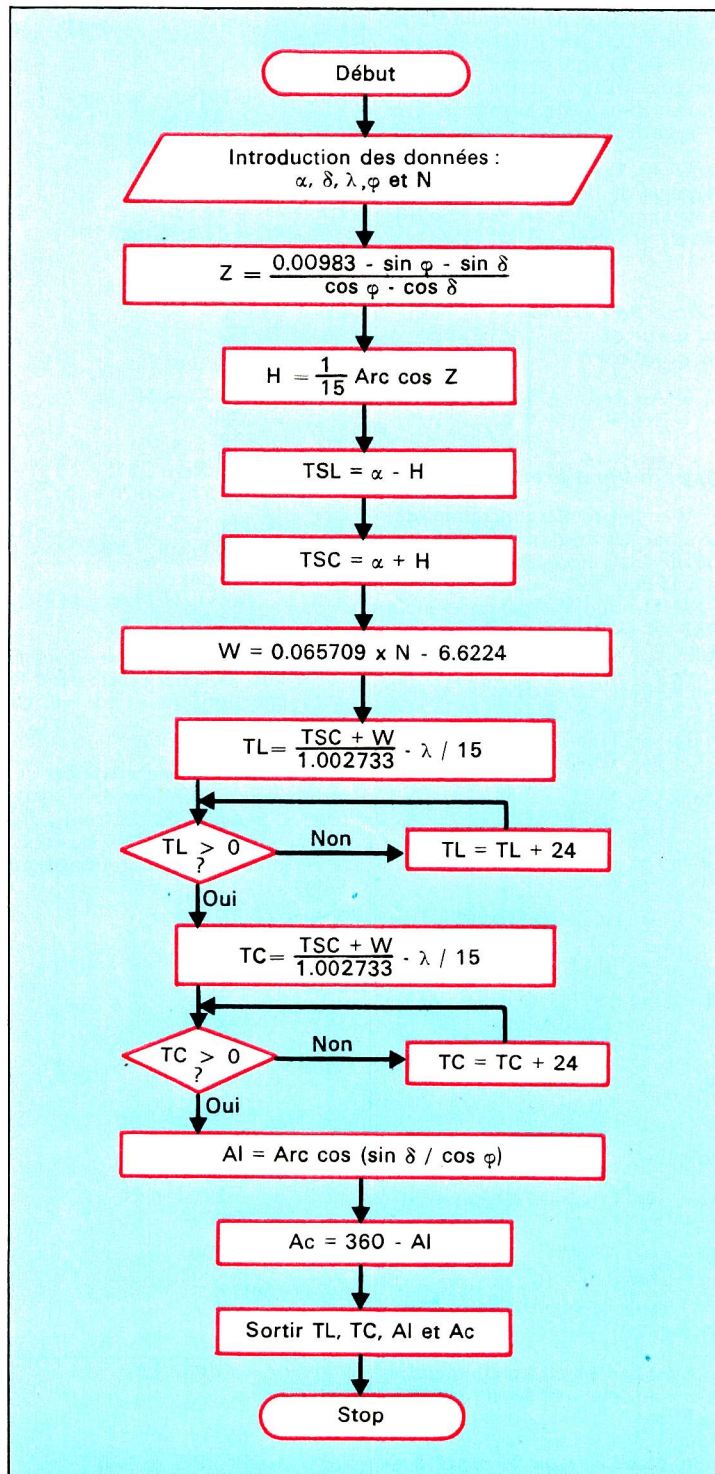 Début
Introduction des données :
α, δ, λ,φ et N
Z = 0.00983 - sin φ - sin δ
cos φ - cos δ
H = 1/15 Arc cos Z
TSL = α - H
TSC = α + H
W = 0.065709 x N - 6.6224
TL= TSC + W / 1.002733 - λ / 15
TL > 0
?
Non
TL = TL + 24
Oui
TC= TSC + W / 1.002733 - λ / 15
TC > 0
?
Non
TC = TC + 24
Oui
Al = Arc cos (sin δ / cos φ)
Ac = 360 - Al
Sortir TL, TC, Al et Ac
Stop